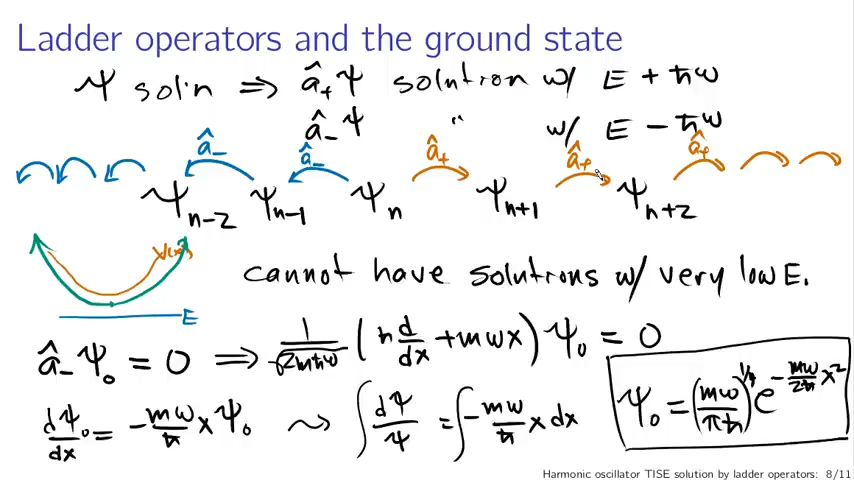 Ladder operators and the ground state
ψ sol'n ⇒ â₊ψ solution w/ E + ħω
â₋ψ " w/ E − ħω
â₋ â₋ â₊ â₊ â₊
ψₙ₋₂ ψₙ₋₁ ψₙ ψₙ₊₁ ψₙ₊₂
V(x)
cannot have solutions w/ very low E.
E
â₋ψ₀ = 0 ⇒ 1/√(2mħω) (ħ d/dx + mωx) ψ₀ = 0
dψ₀/dx = −mω/ħ x ψ₀ ⇝ ∫ dψ/ψ = ∫ −mω/ħ x dx
ψ₀ = (mω/πħ)^1/4 e^(−mω/2ħ x²)
Harmonic oscillator TISE solution by ladder operators: 8/11